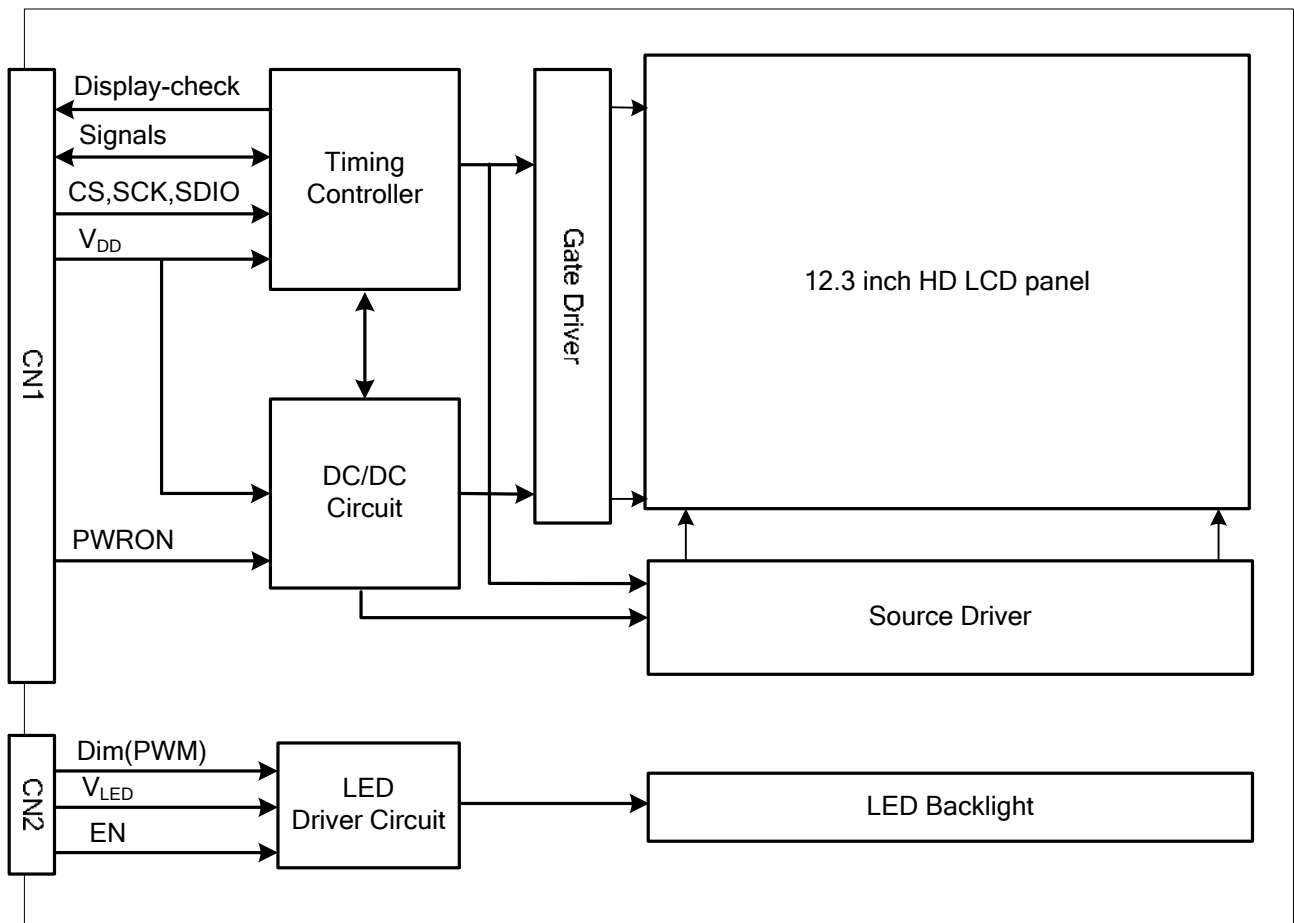 Display-check
Signals
CS,SCK,SDIO
VDD
PWRON
CN1
Timing
Controller
DC/DC
Circuit
Gate Driver
12.3 inch HD LCD panel
Source Driver
CN2
Dim(PWM)
VLED
EN
LED
Driver Circuit
LED Backlight